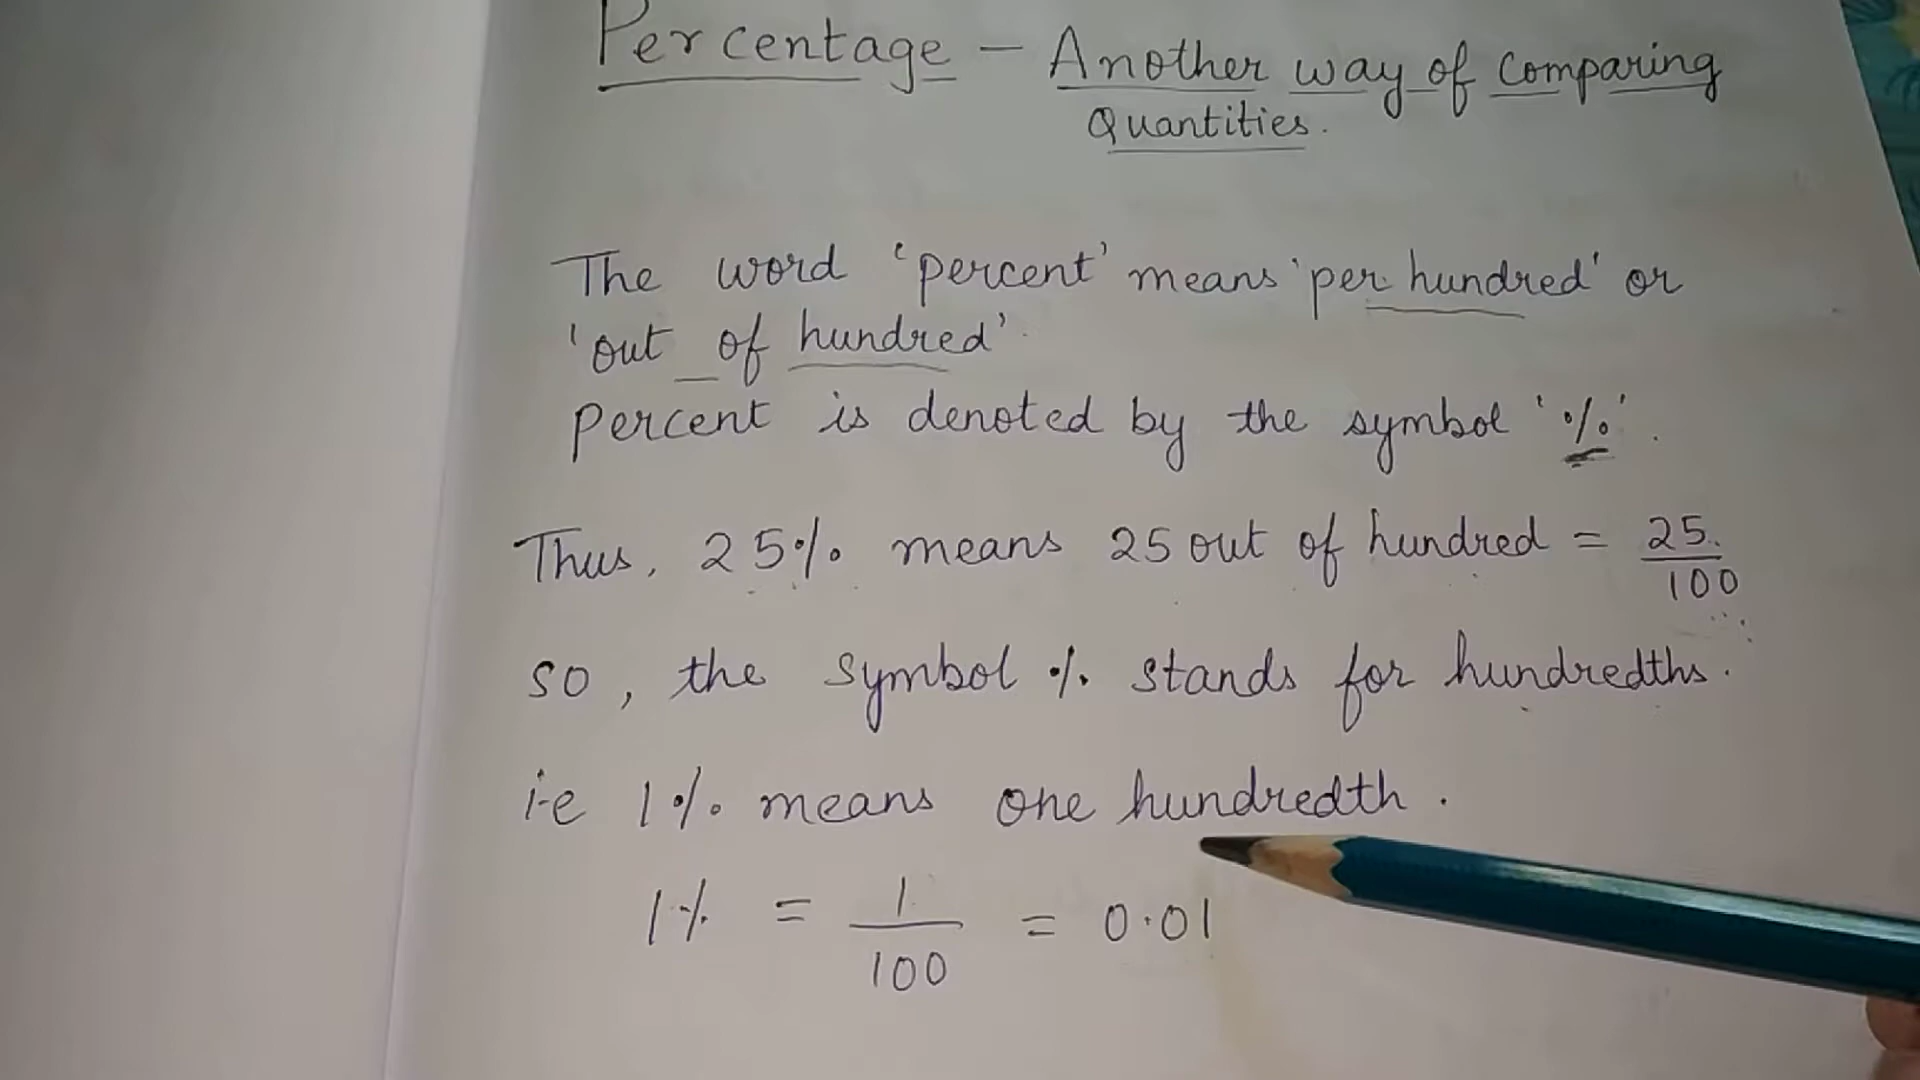 Percentage - Another way of Comparing
Quantities.
The word 'percent' means 'per hundred' or
'out of hundred'.
Percent is denoted by the symbol '%'.
Thus, 25% means 25 out of hundred = 25/100
so, the symbol % stands for hundredths.
i.e 1% means one hundredth.
1% = 1/100 = 0.01